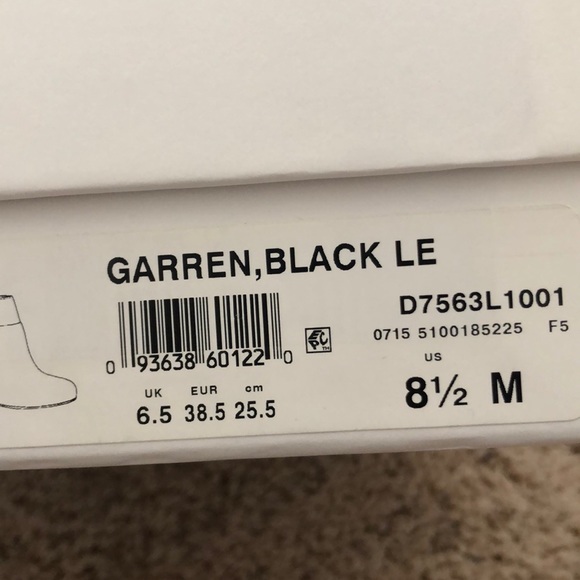 GARREN,BLACK LE
D7563L1001
0 93638 60122 0
EPC™
0715 5100185225 F5
UK EUR cm
6.5 38.5 25.5
US
8½ M